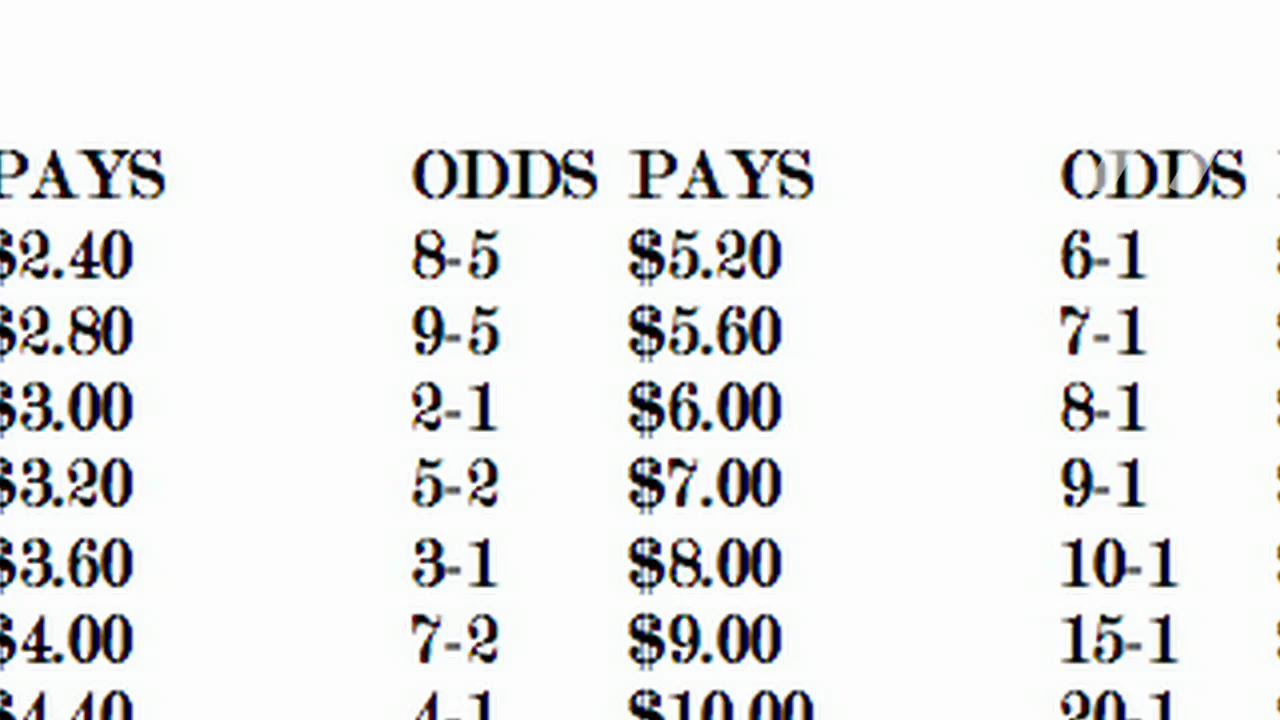 PAYS ODDS PAYS ODDS
$2.40 8-5 $5.20 6-1
$2.80 9-5 $5.60 7-1
$3.00 2-1 $6.00 8-1
$3.20 5-2 $7.00 9-1
$3.60 3-1 $8.00 10-1
$4.00 7-2 $9.00 15-1
$4.40 4-1 $10.00 20-1